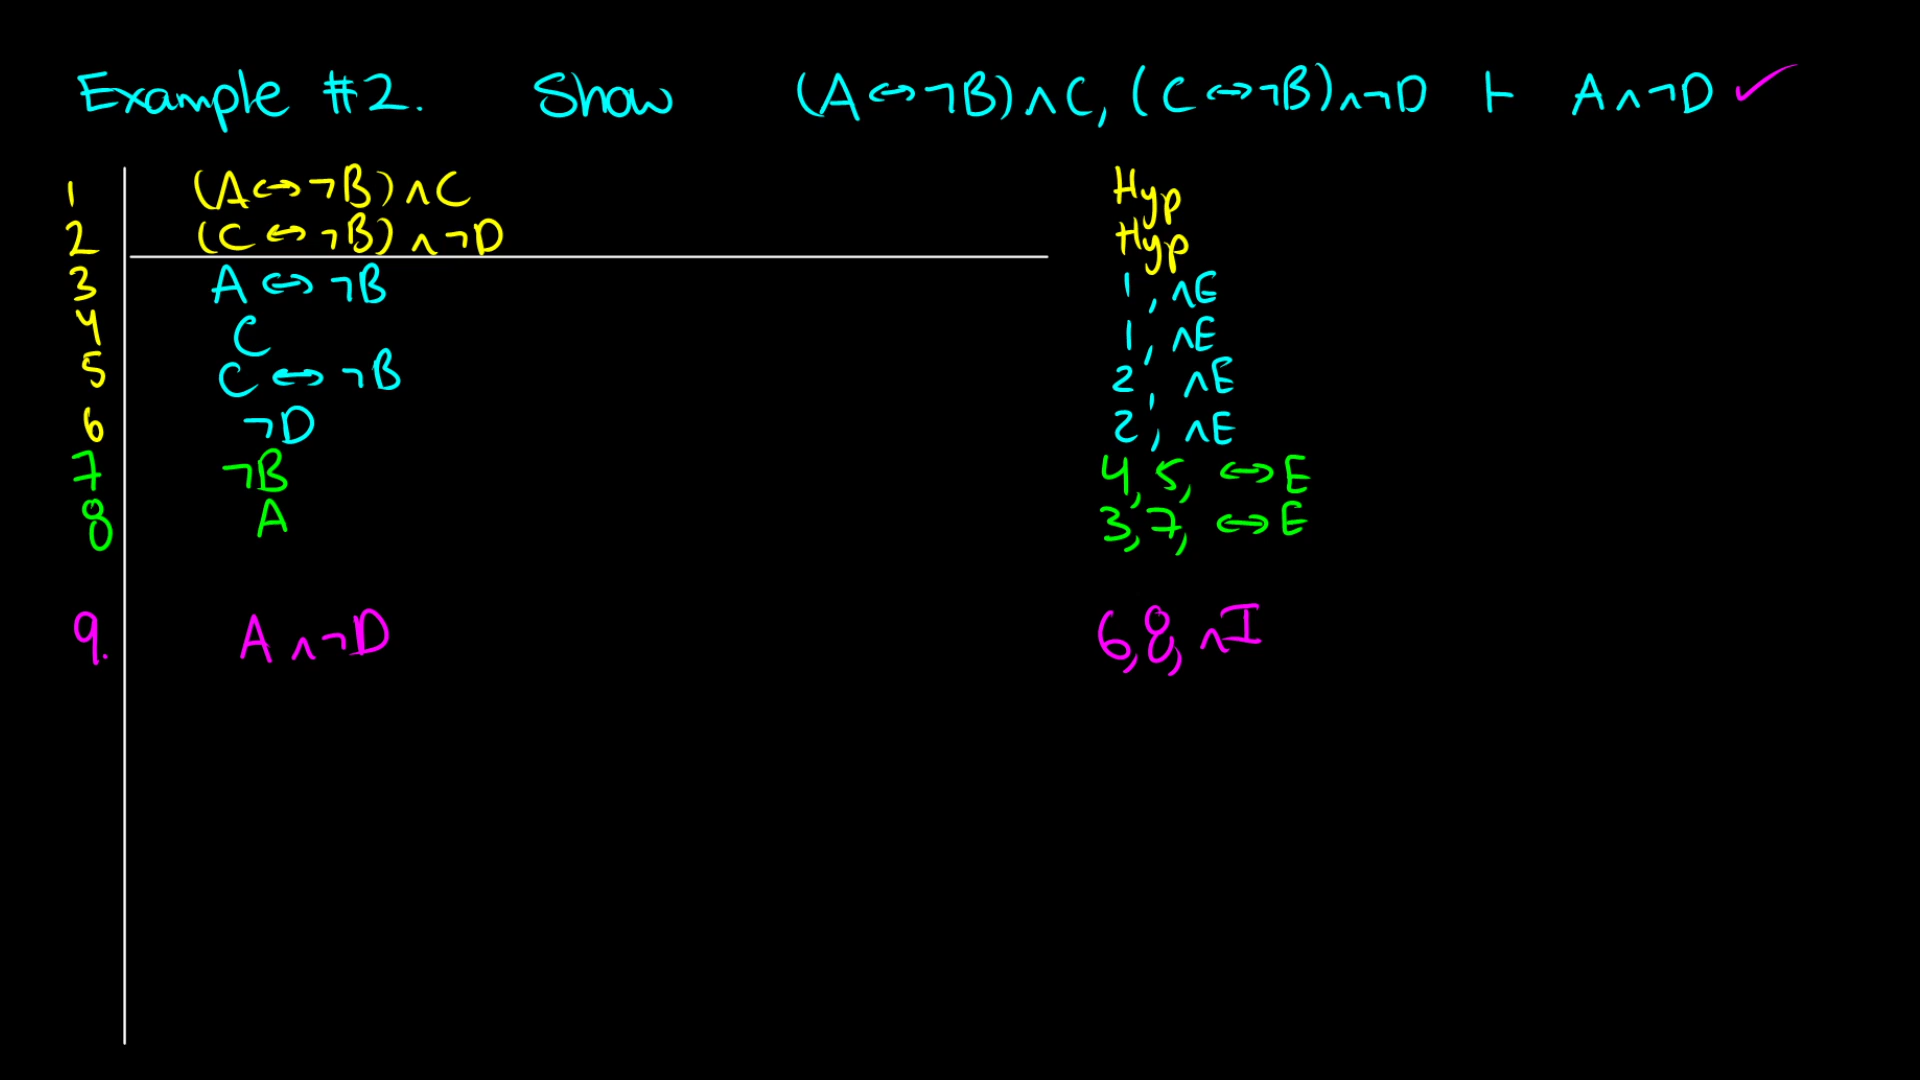 Example #2. Show (A↔¬B)∧C, (C↔¬B)∧¬D ⊢ A∧¬D ✓
1 (A↔¬B)∧C Hyp
2 (C↔¬B)∧¬D Hyp
3 A↔¬B 1, ∧E
4 C 1, ∧E
5 C↔¬B 2, ∧E
6 ¬D 2, ∧E
7 ¬B 4, 5, ↔E
8 A 3, 7, ↔E
9. A∧¬D 6, 8, ∧I